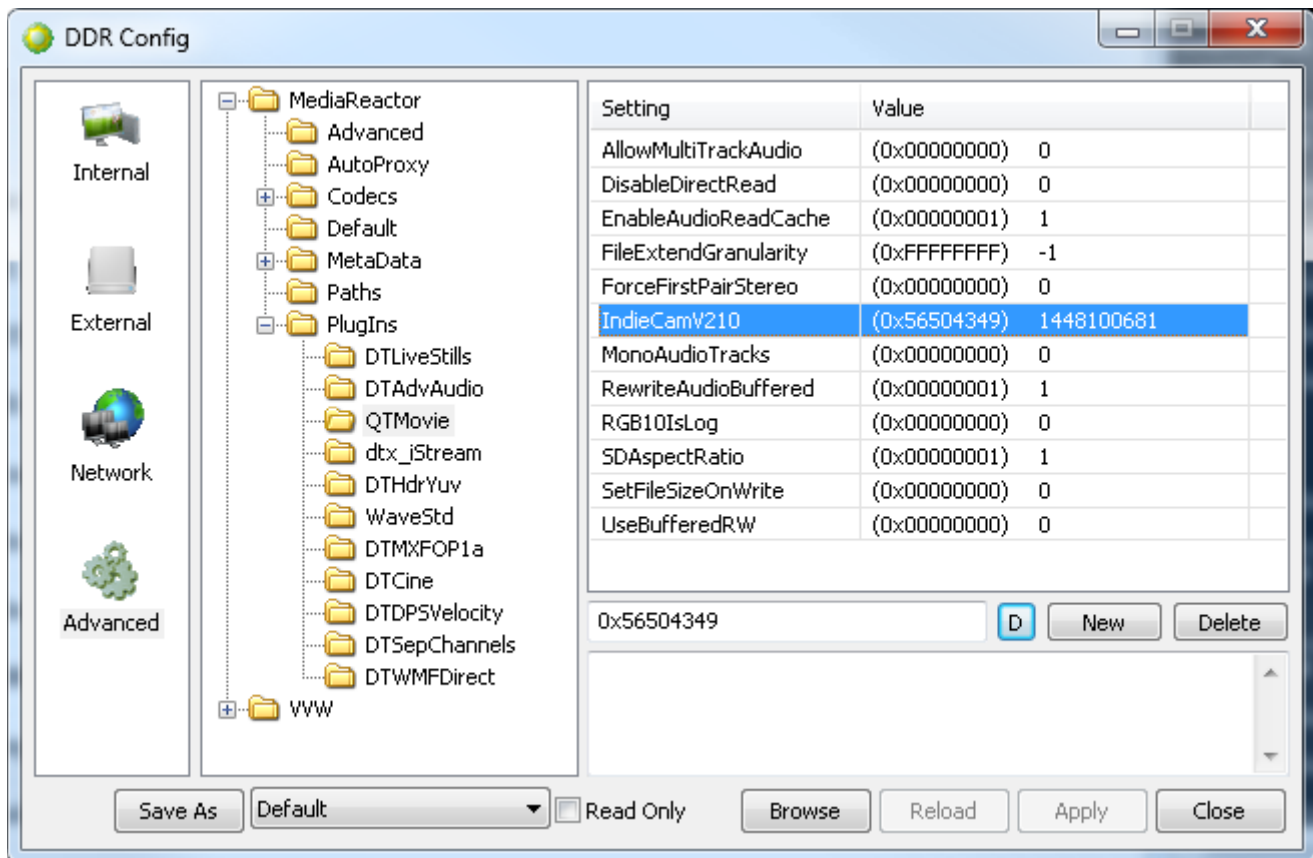 DDR Config
Internal
External
Network
Advanced
MediaReactor
Advanced
AutoProxy
Codecs
Default
MetaData
Paths
PlugIns
DTLiveStills
DTAdvAudio
QTMovie
dtx_iStream
DTHdrYuv
WaveStd
DTMXFOP1a
DTCine
DTDPSVelocity
DTSepChannels
DTWMFDirect
VVW
Setting Value
AllowMultiTrackAudio (0x00000000) 0
DisableDirectRead (0x00000000) 0
EnableAudioReadCache (0x00000001) 1
FileExtendGranularity (0xFFFFFFFF) -1
ForceFirstPairStereo (0x00000000) 0
IndieCamV210 (0x56504349) 1448100681
MonoAudioTracks (0x00000000) 0
RewriteAudioBuffered (0x00000001) 1
RGB10IsLog (0x00000000) 0
SDAspectRatio (0x00000001) 1
SetFileSizeOnWrite (0x00000000) 0
UseBufferedRW (0x00000000) 0
0x56504349 D New Delete
Save As Default Read Only Browse Reload Apply Close